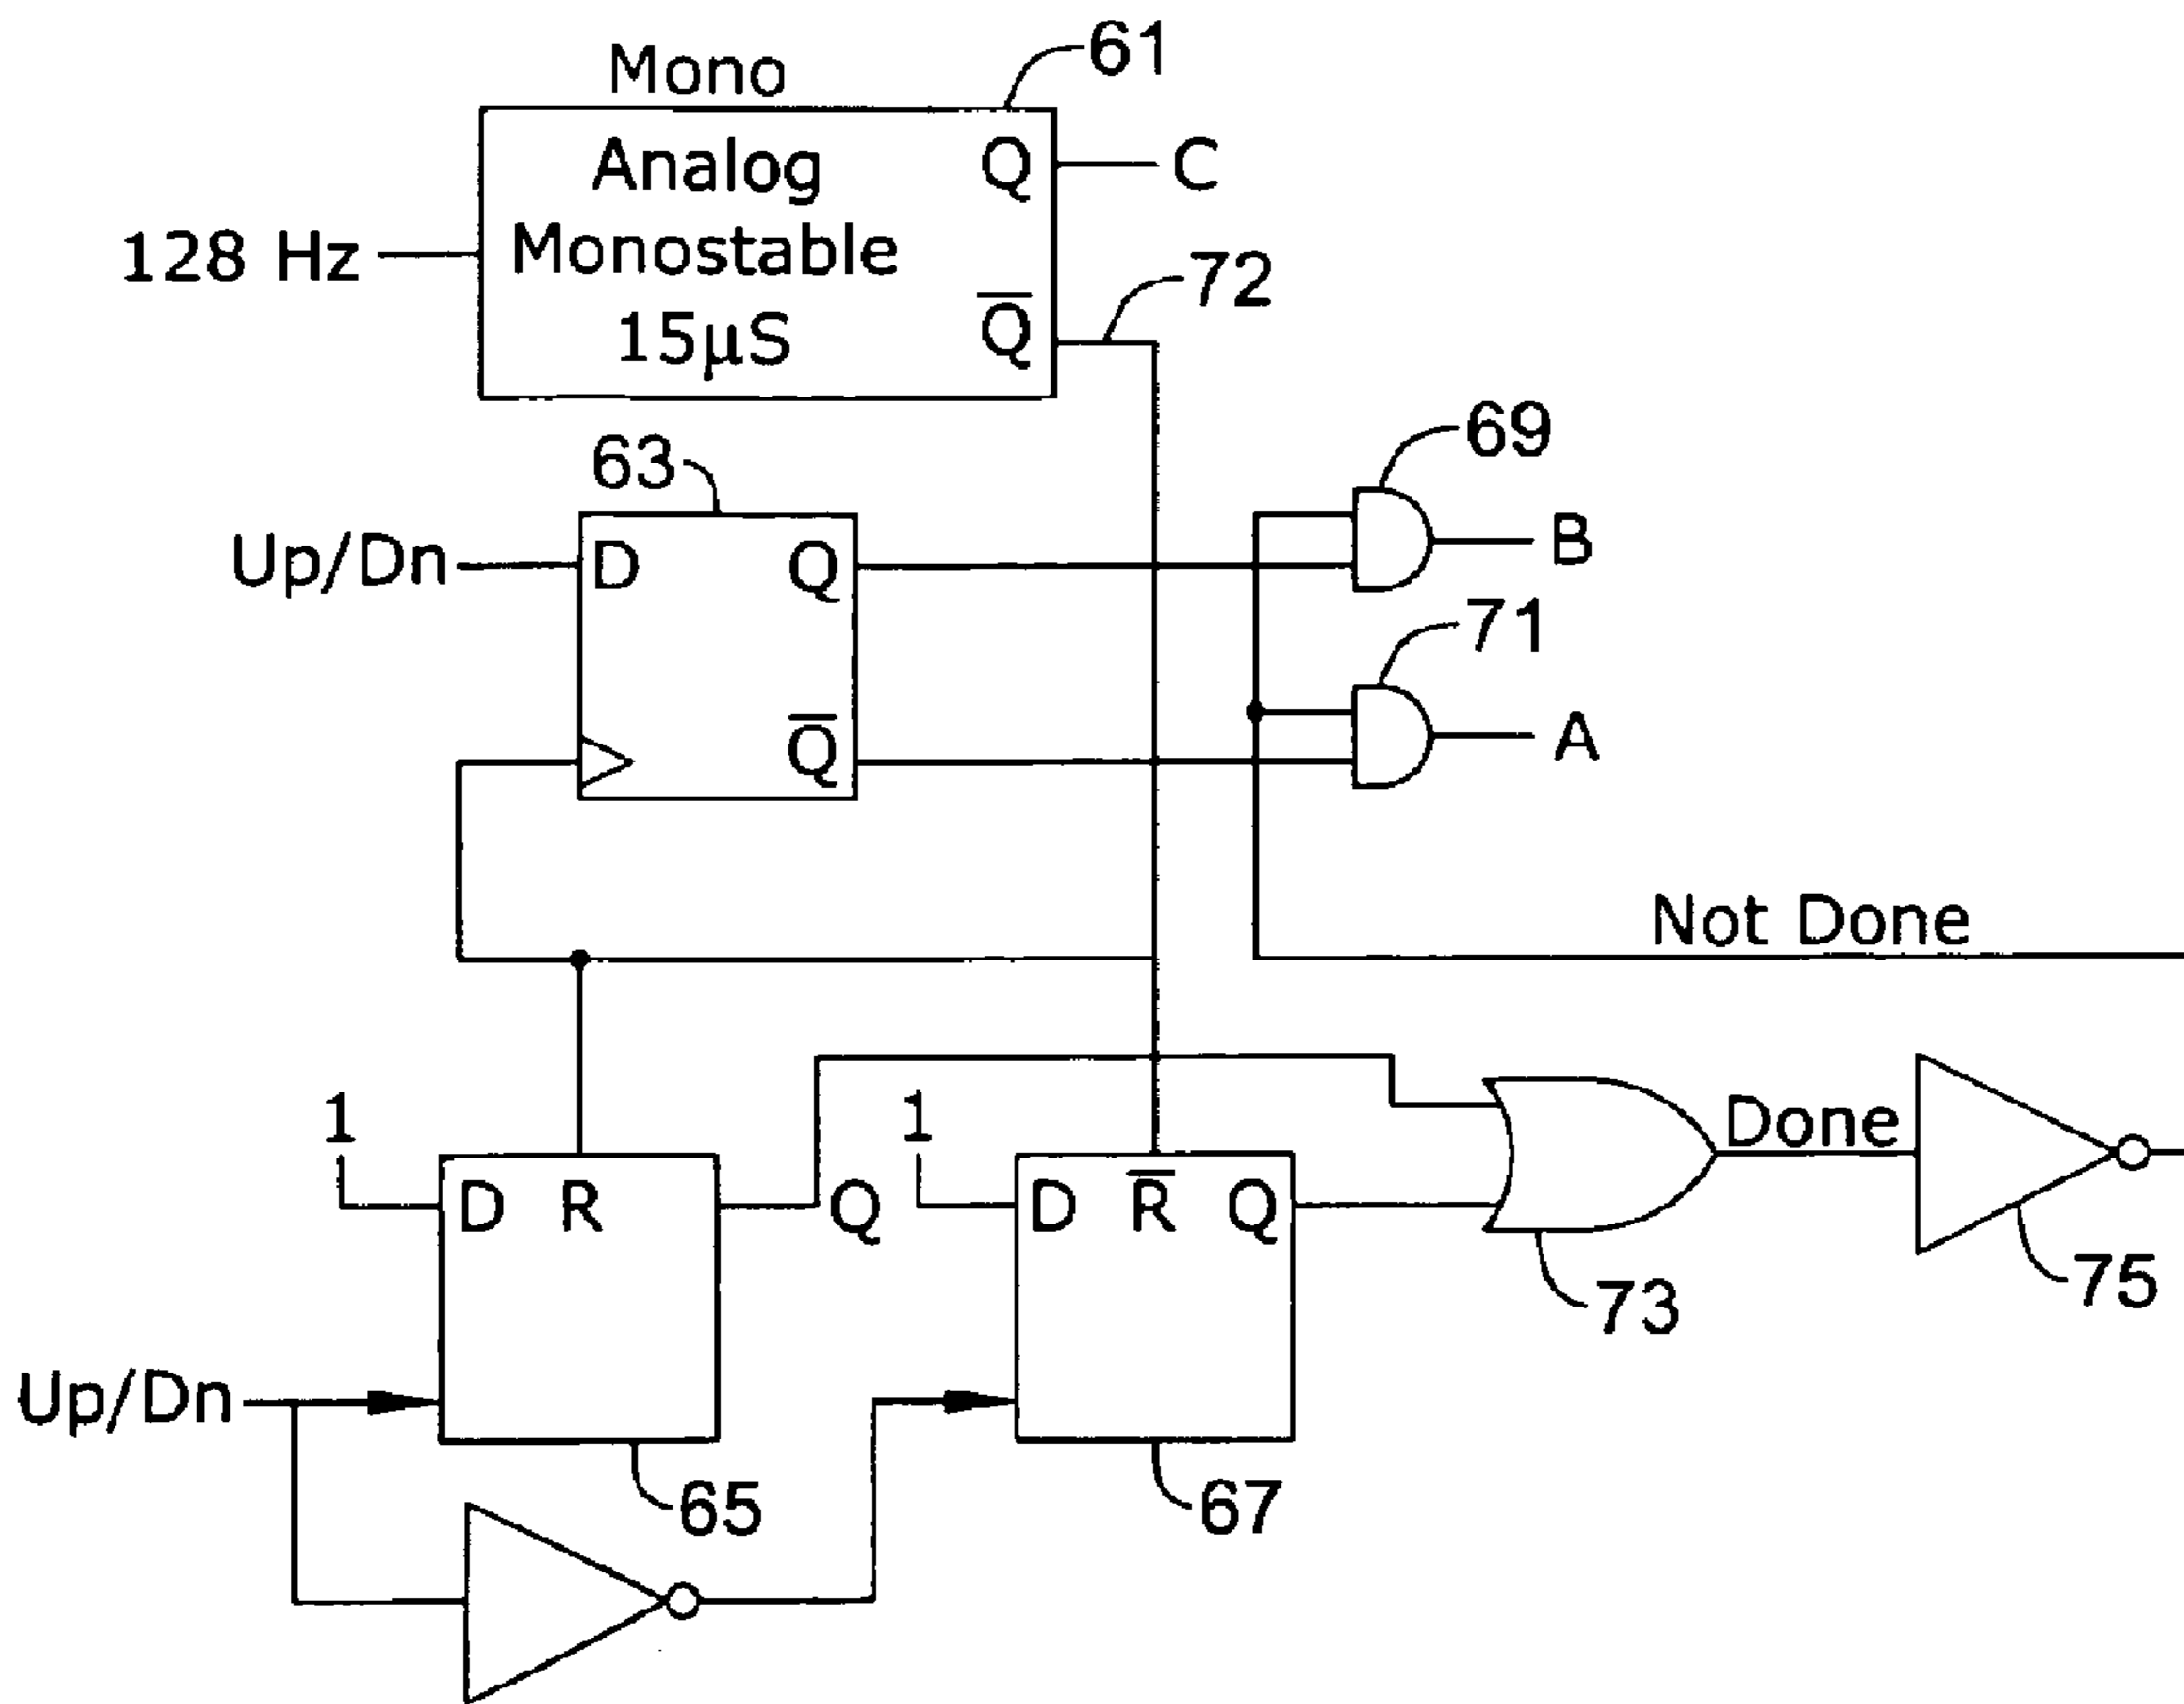 Mono
61
Analog
Monostable
15μS
Q
C
128 Hz
Q̅
72
63
69
Up/Dn
D
Q
B
71
Q̅
A
Not Done
1
1
Done
D
R
Q
D
R̅
Q
75
73
Up/Dn
65
67